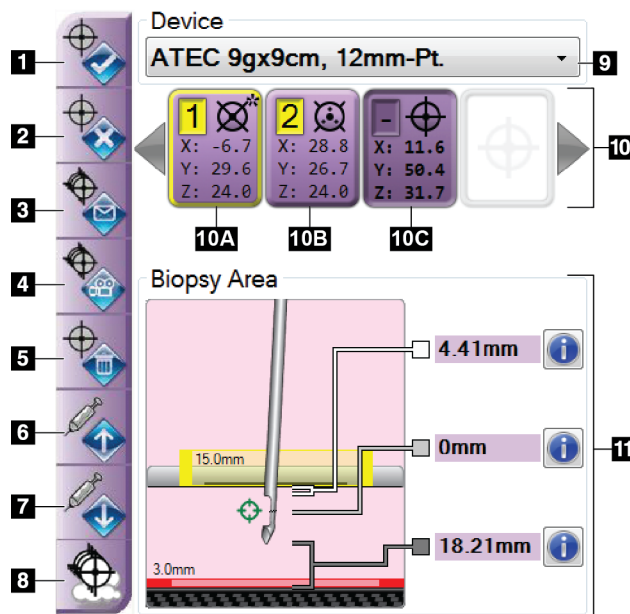 Device
1
ATEC 9gx9cm, 12mm-Pt.
9
2
1
X: -6.7
Y: 29.6
Z: 24.0
2
X: 28.8
Y: 26.7
Z: 24.0
-
X: 11.6
Y: 50.4
Z: 31.7
10
3
10A
10B
10C
4
Biopsy Area
5
4.41mm
6
15.0mm
0mm
11
7
18.21mm
8
3.0mm